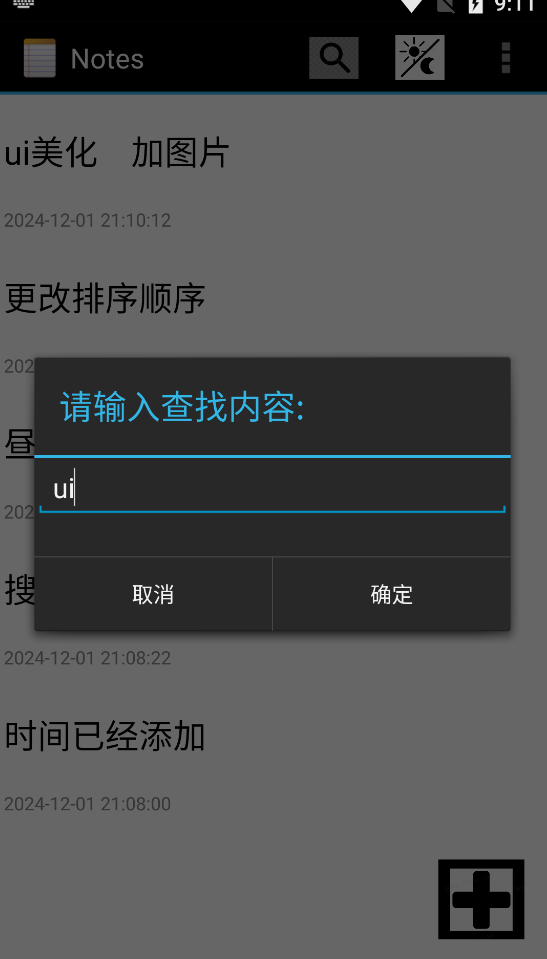 9:11
Notes
ui美化 加图片
2024-12-01 21:10:12
更改排序顺序
202
请输入查找内容:
昼
ui
202
取消 确定
搜
2024-12-01 21:08:22
时间已经添加
2024-12-01 21:08:00